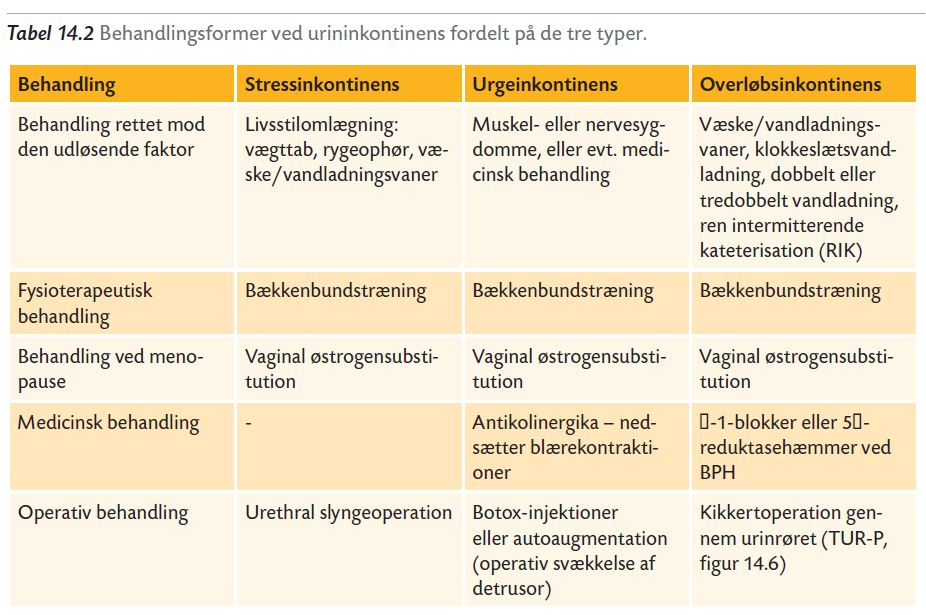 Tabel 14.2 Behandlingsformer ved urininkontinens fordelt på de tre typer.
Behandling
Stressinkontinens
Urgeinkontinens
Overløbsinkontinens
Behandling rettet mod
den udløsende faktor
Livsstilomlægning:
vægttab, rygeophør, væ-
ske/vandladningsvaner
Muskel- eller nervesyg-
domme, eller evt. medi-
cinsk behandling
Væske/vandladnings-
vaner, klokkeslætsvand-
ladning, dobbelt eller
tredobbelt vandladning,
ren intermitterende
kateterisation (RIK)
Fysioterapeutisk
behandling
Bækkenbundstræning
Bækkenbundstræning
Bækkenbundstræning
Behandling ved meno-
pause
Vaginal østrogensubsti-
tution
Vaginal østrogensubsti-
tution
Vaginal østrogensubsti-
tution
Medicinsk behandling
-
Antikolinergika – ned-
sætter blærekontrakti-
oner
▯-1-blokker eller 5▯-
reduktasehæmmer ved
BPH
Operativ behandling
Urethral slyngeoperation
Botox-injektioner
eller autoaugmentation
(operativ svækkelse af
detrusor)
Kikkertoperation gen-
nem urinrøret (TUR-P,
figur 14.6)